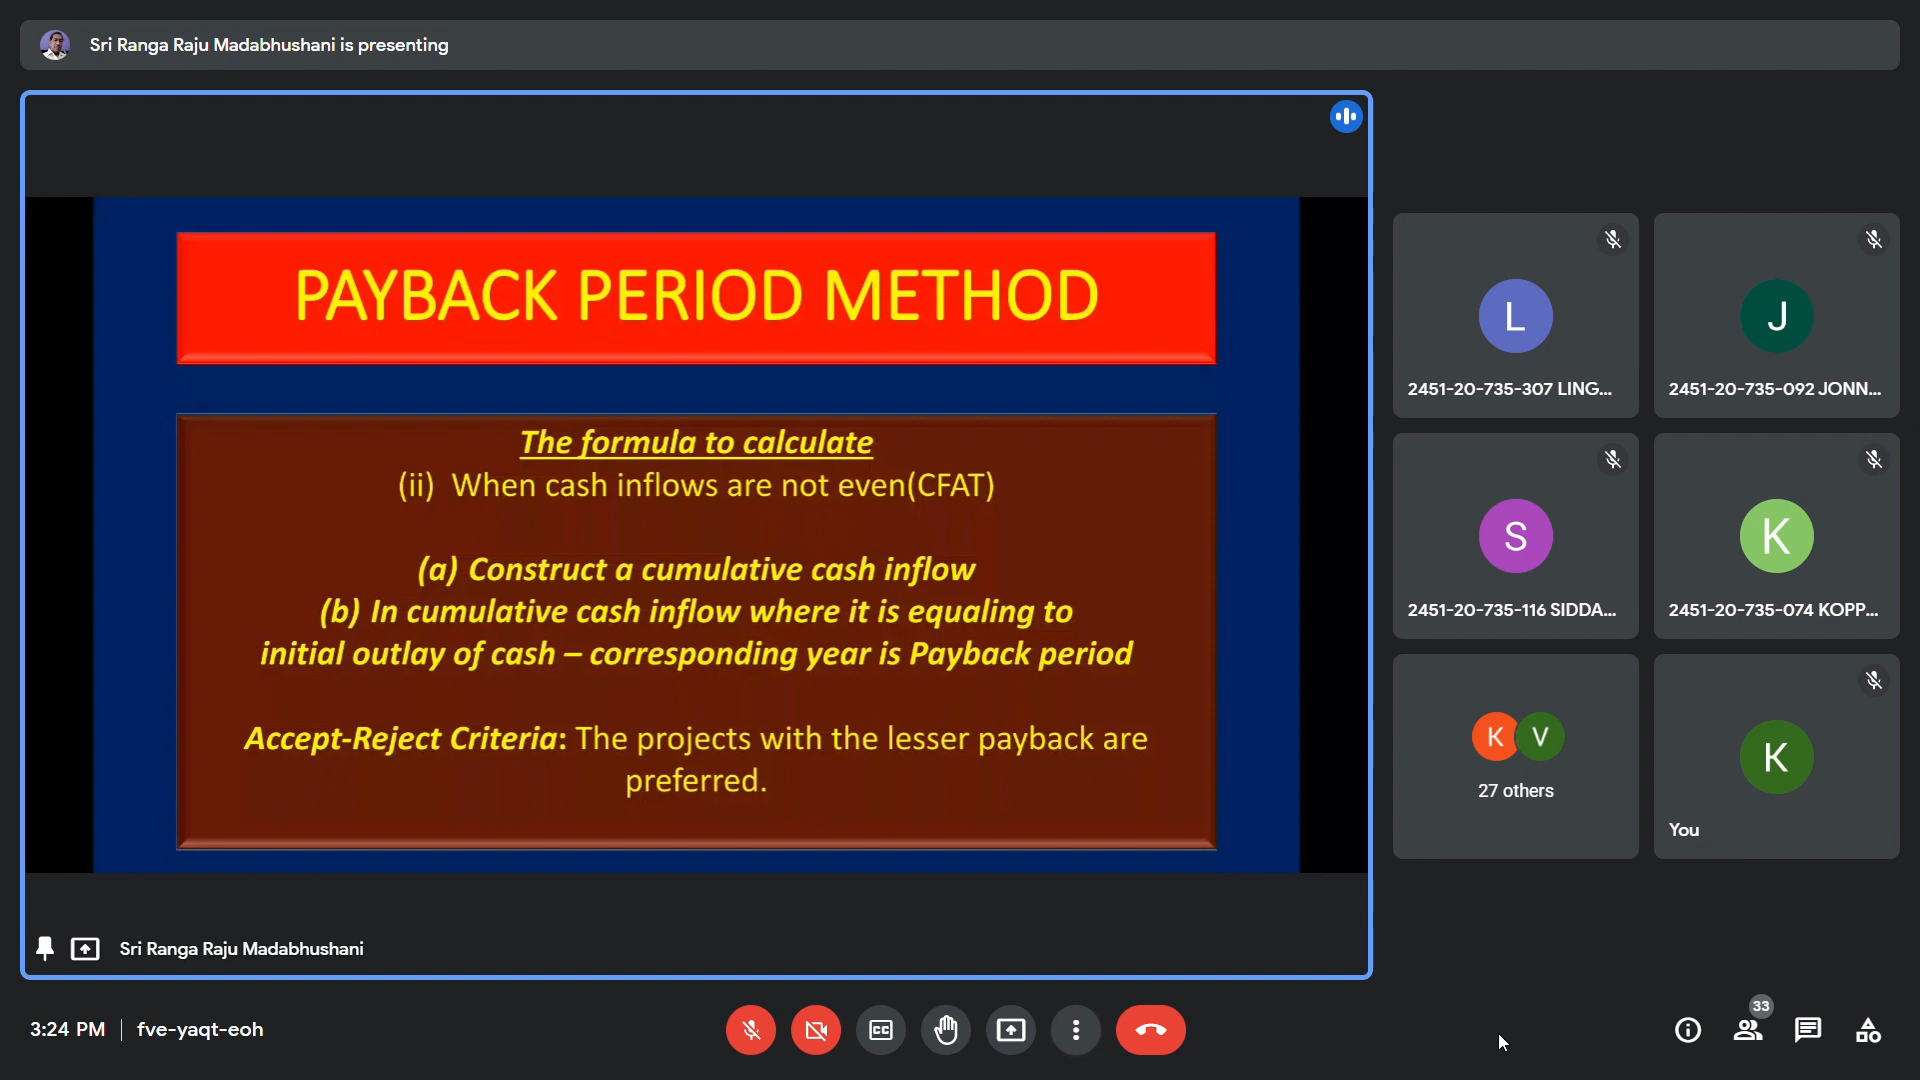 Sri Ranga Raju Madabhushani is presenting
PAYBACK PERIOD METHOD
The formula to calculate
(ii) When cash inflows are not even(CFAT)
(a) Construct a cumulative cash inflow
(b) In cumulative cash inflow where it is equaling to
initial outlay of cash – corresponding year is Payback period
Accept-Reject Criteria: The projects with the lesser payback are
preferred.
Sri Ranga Raju Madabhushani
L
2451-20-735-307 LING...
J
2451-20-735-092 JONN...
S
2451-20-735-116 SIDDA...
K
2451-20-735-074 KOPP...
K V
27 others
K
You
3:24 PM | fve-yaqt-eoh
CC
33